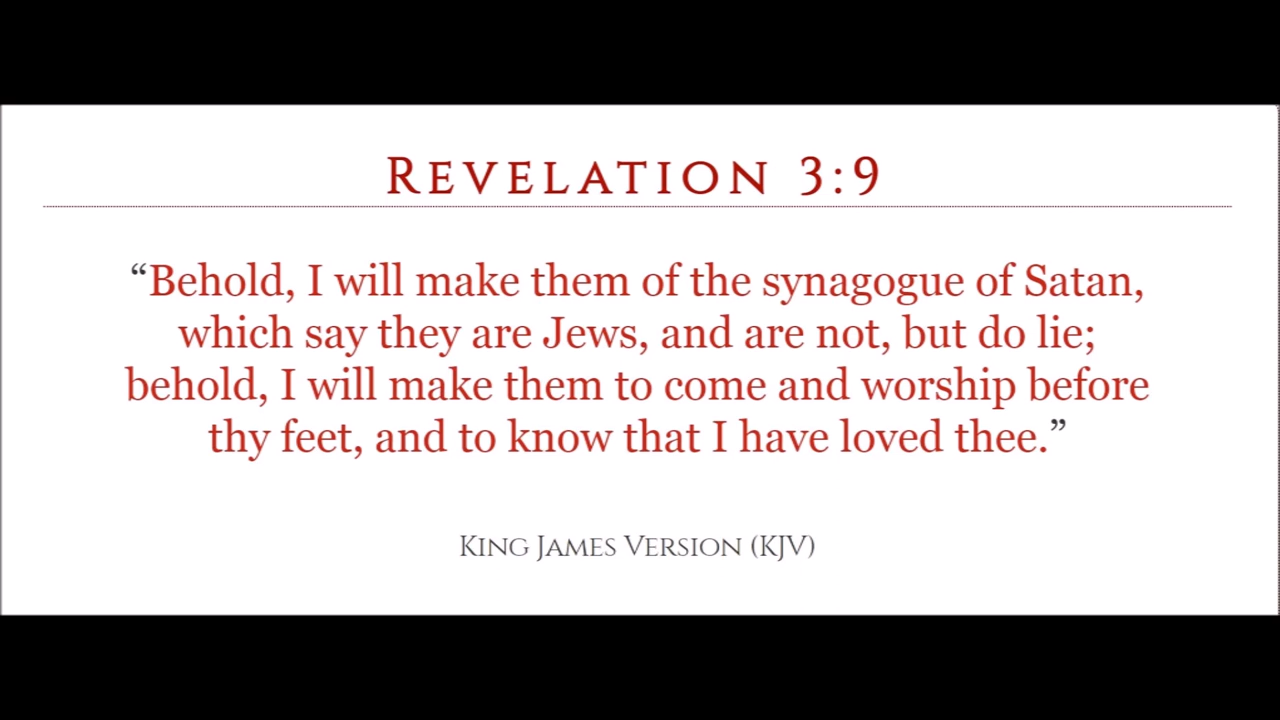 Revelation 3:9
“Behold, I will make them of the synagogue of Satan,
which say they are Jews, and are not, but do lie;
behold, I will make them to come and worship before
thy feet, and to know that I have loved thee.”
King James Version (KJV)